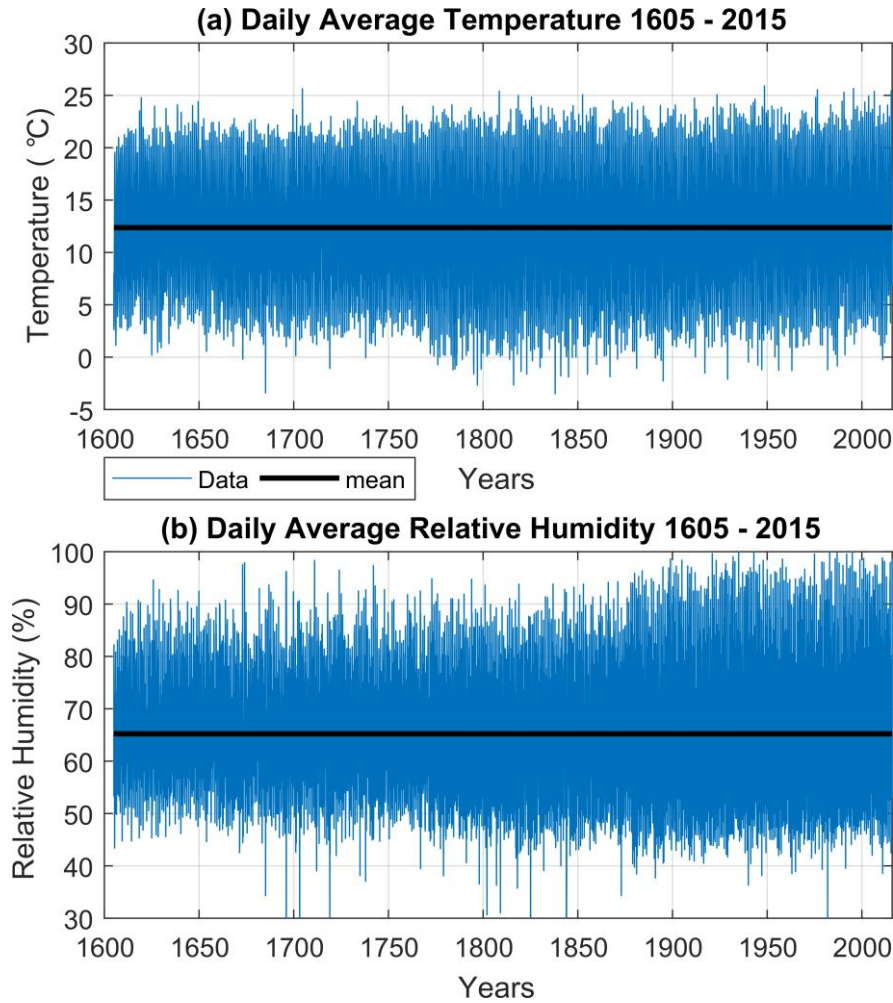 (a) Daily Average Temperature 1605 - 2015
30
25
20
15
10
5
0
-5
Temperature ( °C)
1600 1650 1700 1750 1800 1850 1900 1950 2000
Years
Data mean
(b) Daily Average Relative Humidity 1605 - 2015
100
90
80
70
60
50
40
30
Relative Humidity (%)
1600 1650 1700 1750 1800 1850 1900 1950 2000
Years